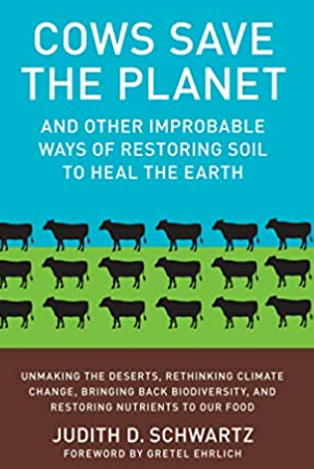 COWS SAVE
THE PLANET
AND OTHER IMPROBABLE
WAYS OF RESTORING SOIL
TO HEAL THE EARTH
UNMAKING THE DESERTS, RETHINKING CLIMATE
CHANGE, BRINGING BACK BIODIVERSITY, AND
RESTORING NUTRIENTS TO OUR FOOD
JUDITH D. SCHWARTZ
FOREWORD BY GRETEL EHRLICH